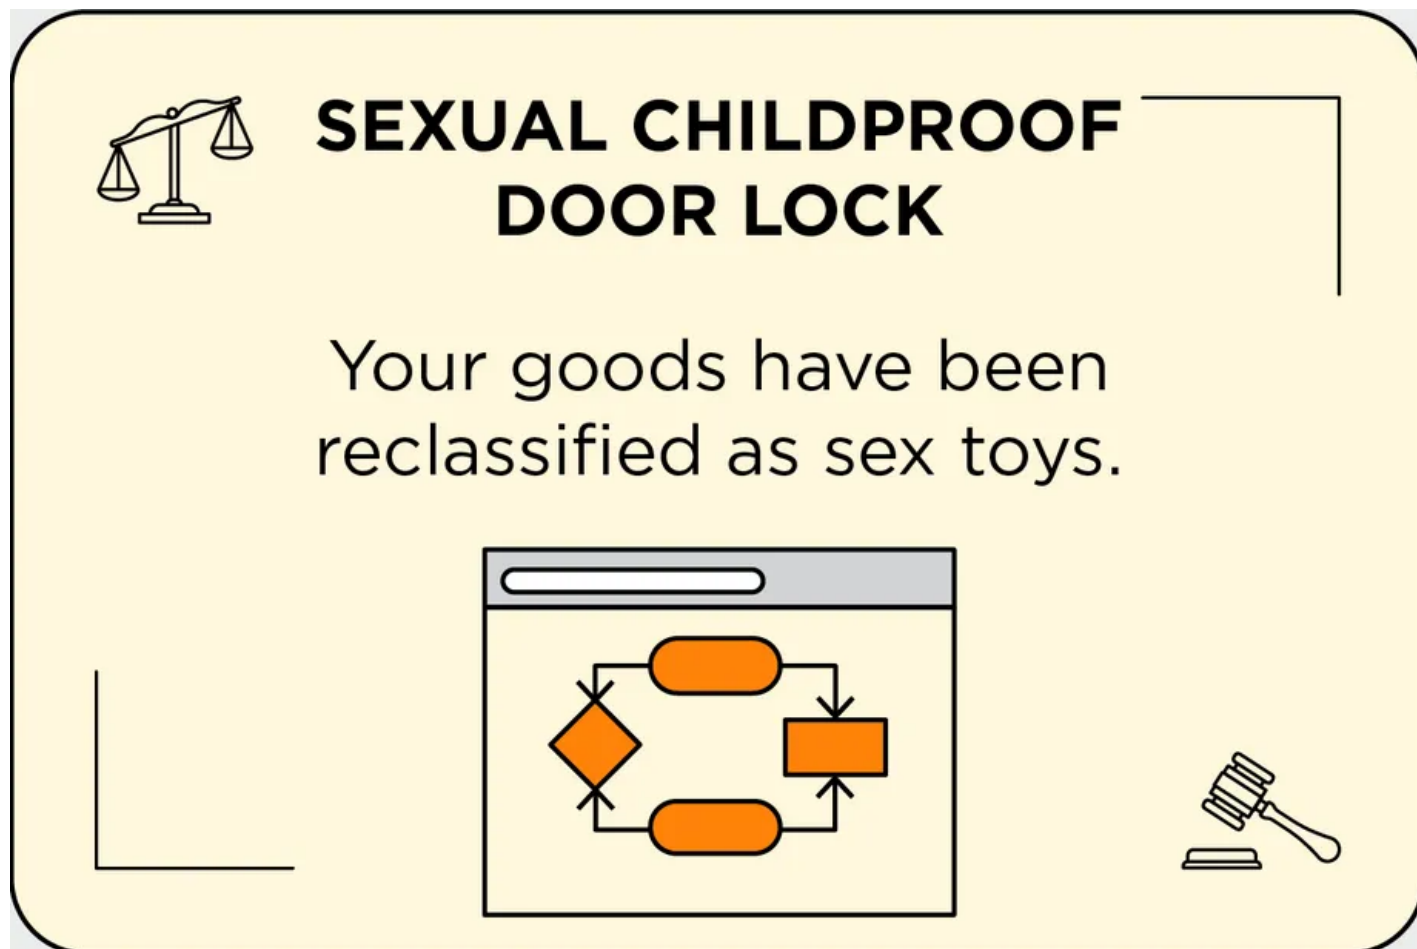 SEXUAL CHILDPROOF
DOOR LOCK
Your goods have been
reclassified as sex toys.